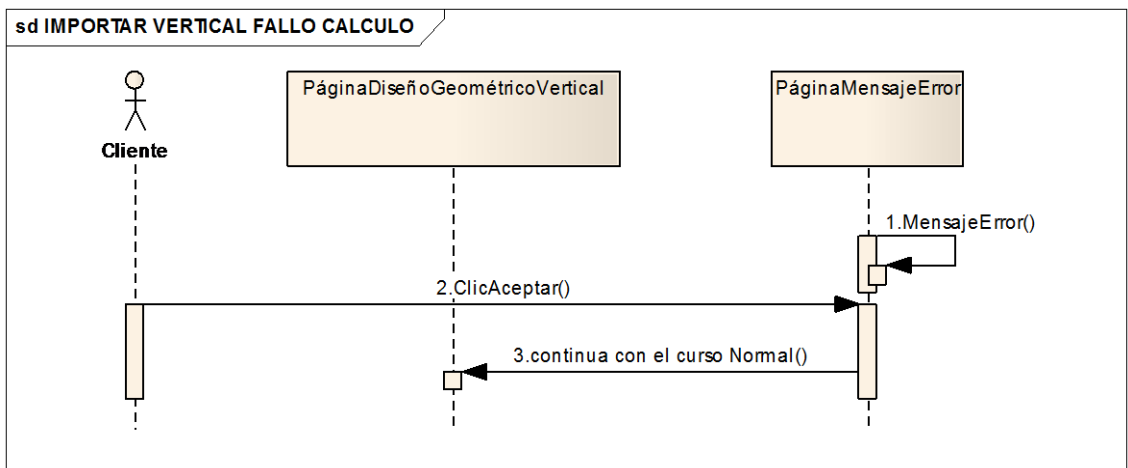 sd IMPORTAR VERTICAL FALLO CALCULO
Cliente
PáginaDiseñoGeométricoVertical
PáginaMensajeError
1.MensajeError()
2.ClicAceptar()
3.continua con el curso Normal()